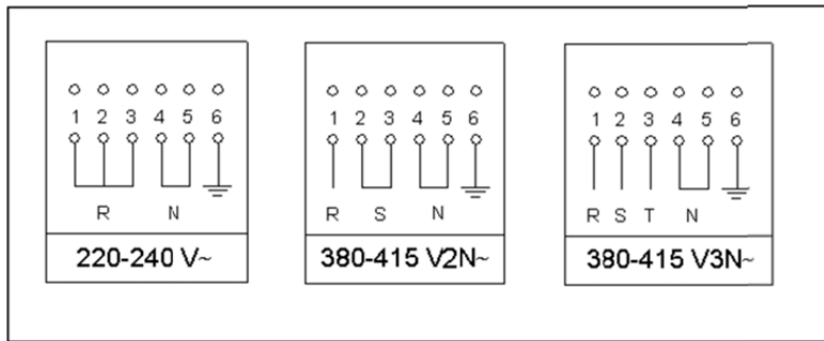 1 2 3 4 5 6
R N
220-240 V~
1 2 3 4 5 6
R S N
380-415 V2N~
1 2 3 4 5 6
R S T N
380-415 V3N~